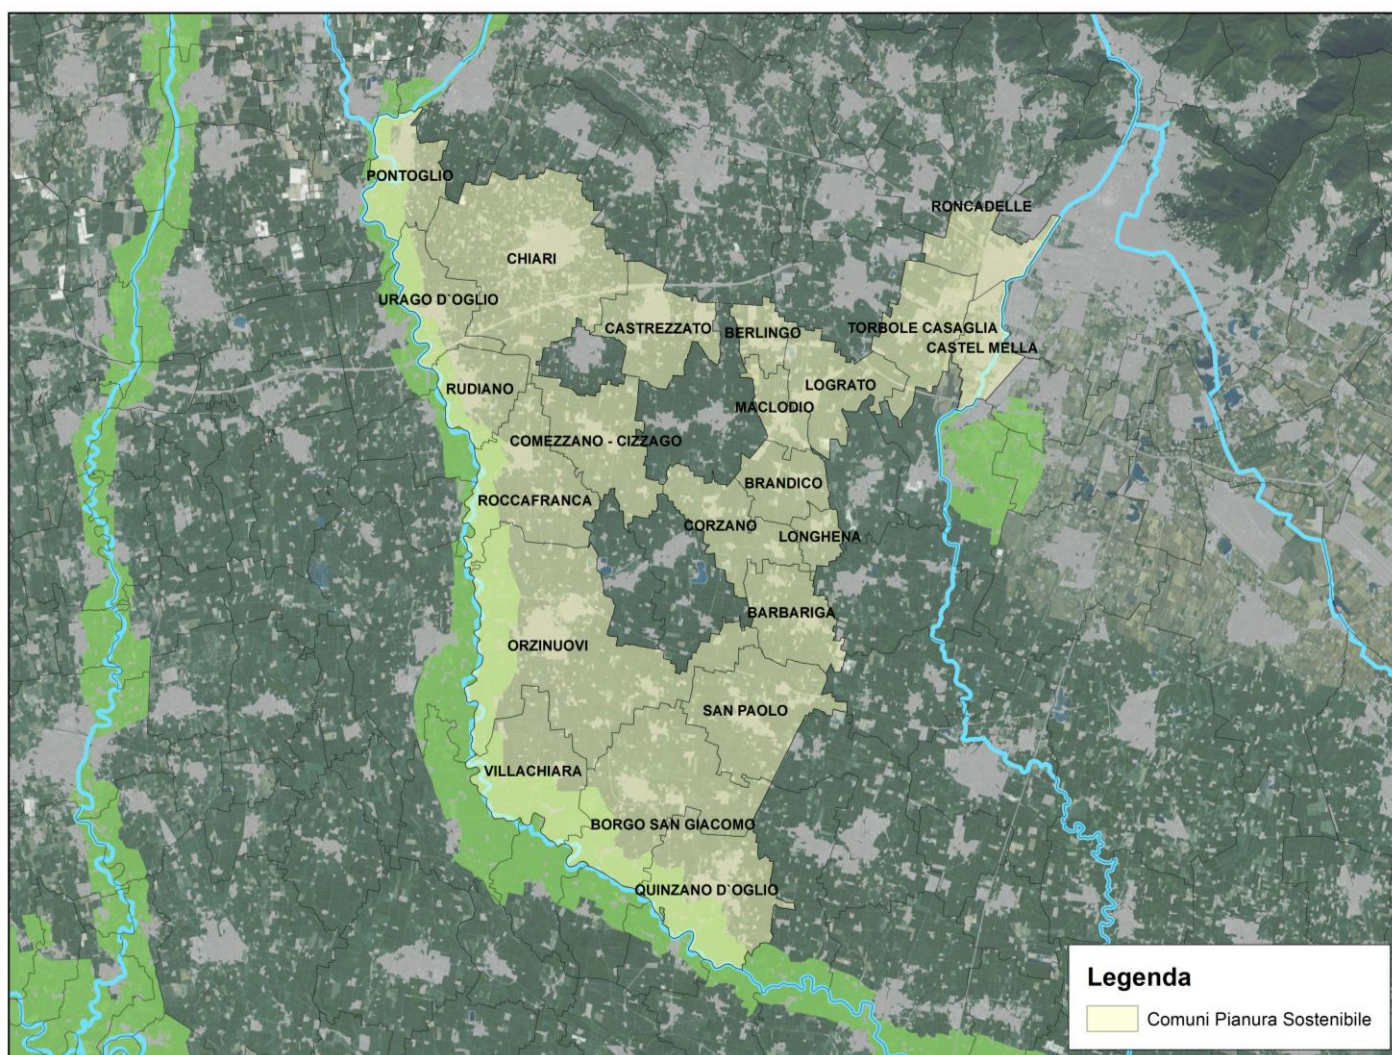 RONCADELLE
PONTOGLIO
CHIARI
URAGO D`OGLIO
CASTREZZATO
BERLINGO
TORBOLE CASAGLIA
CASTEL MELLA
RUDIANO
LOGRATO
MACLODIO
COMEZZANO - CIZZAGO
BRANDICO
ROCCAFRANCA
CORZANO
LONGHENA
BARBARIGA
ORZINUOVI
SAN PAOLO
VILLACHIARA
BORGO SAN GIACOMO
QUINZANO D`OGLIO
Legenda
Comuni Pianura Sostenibile